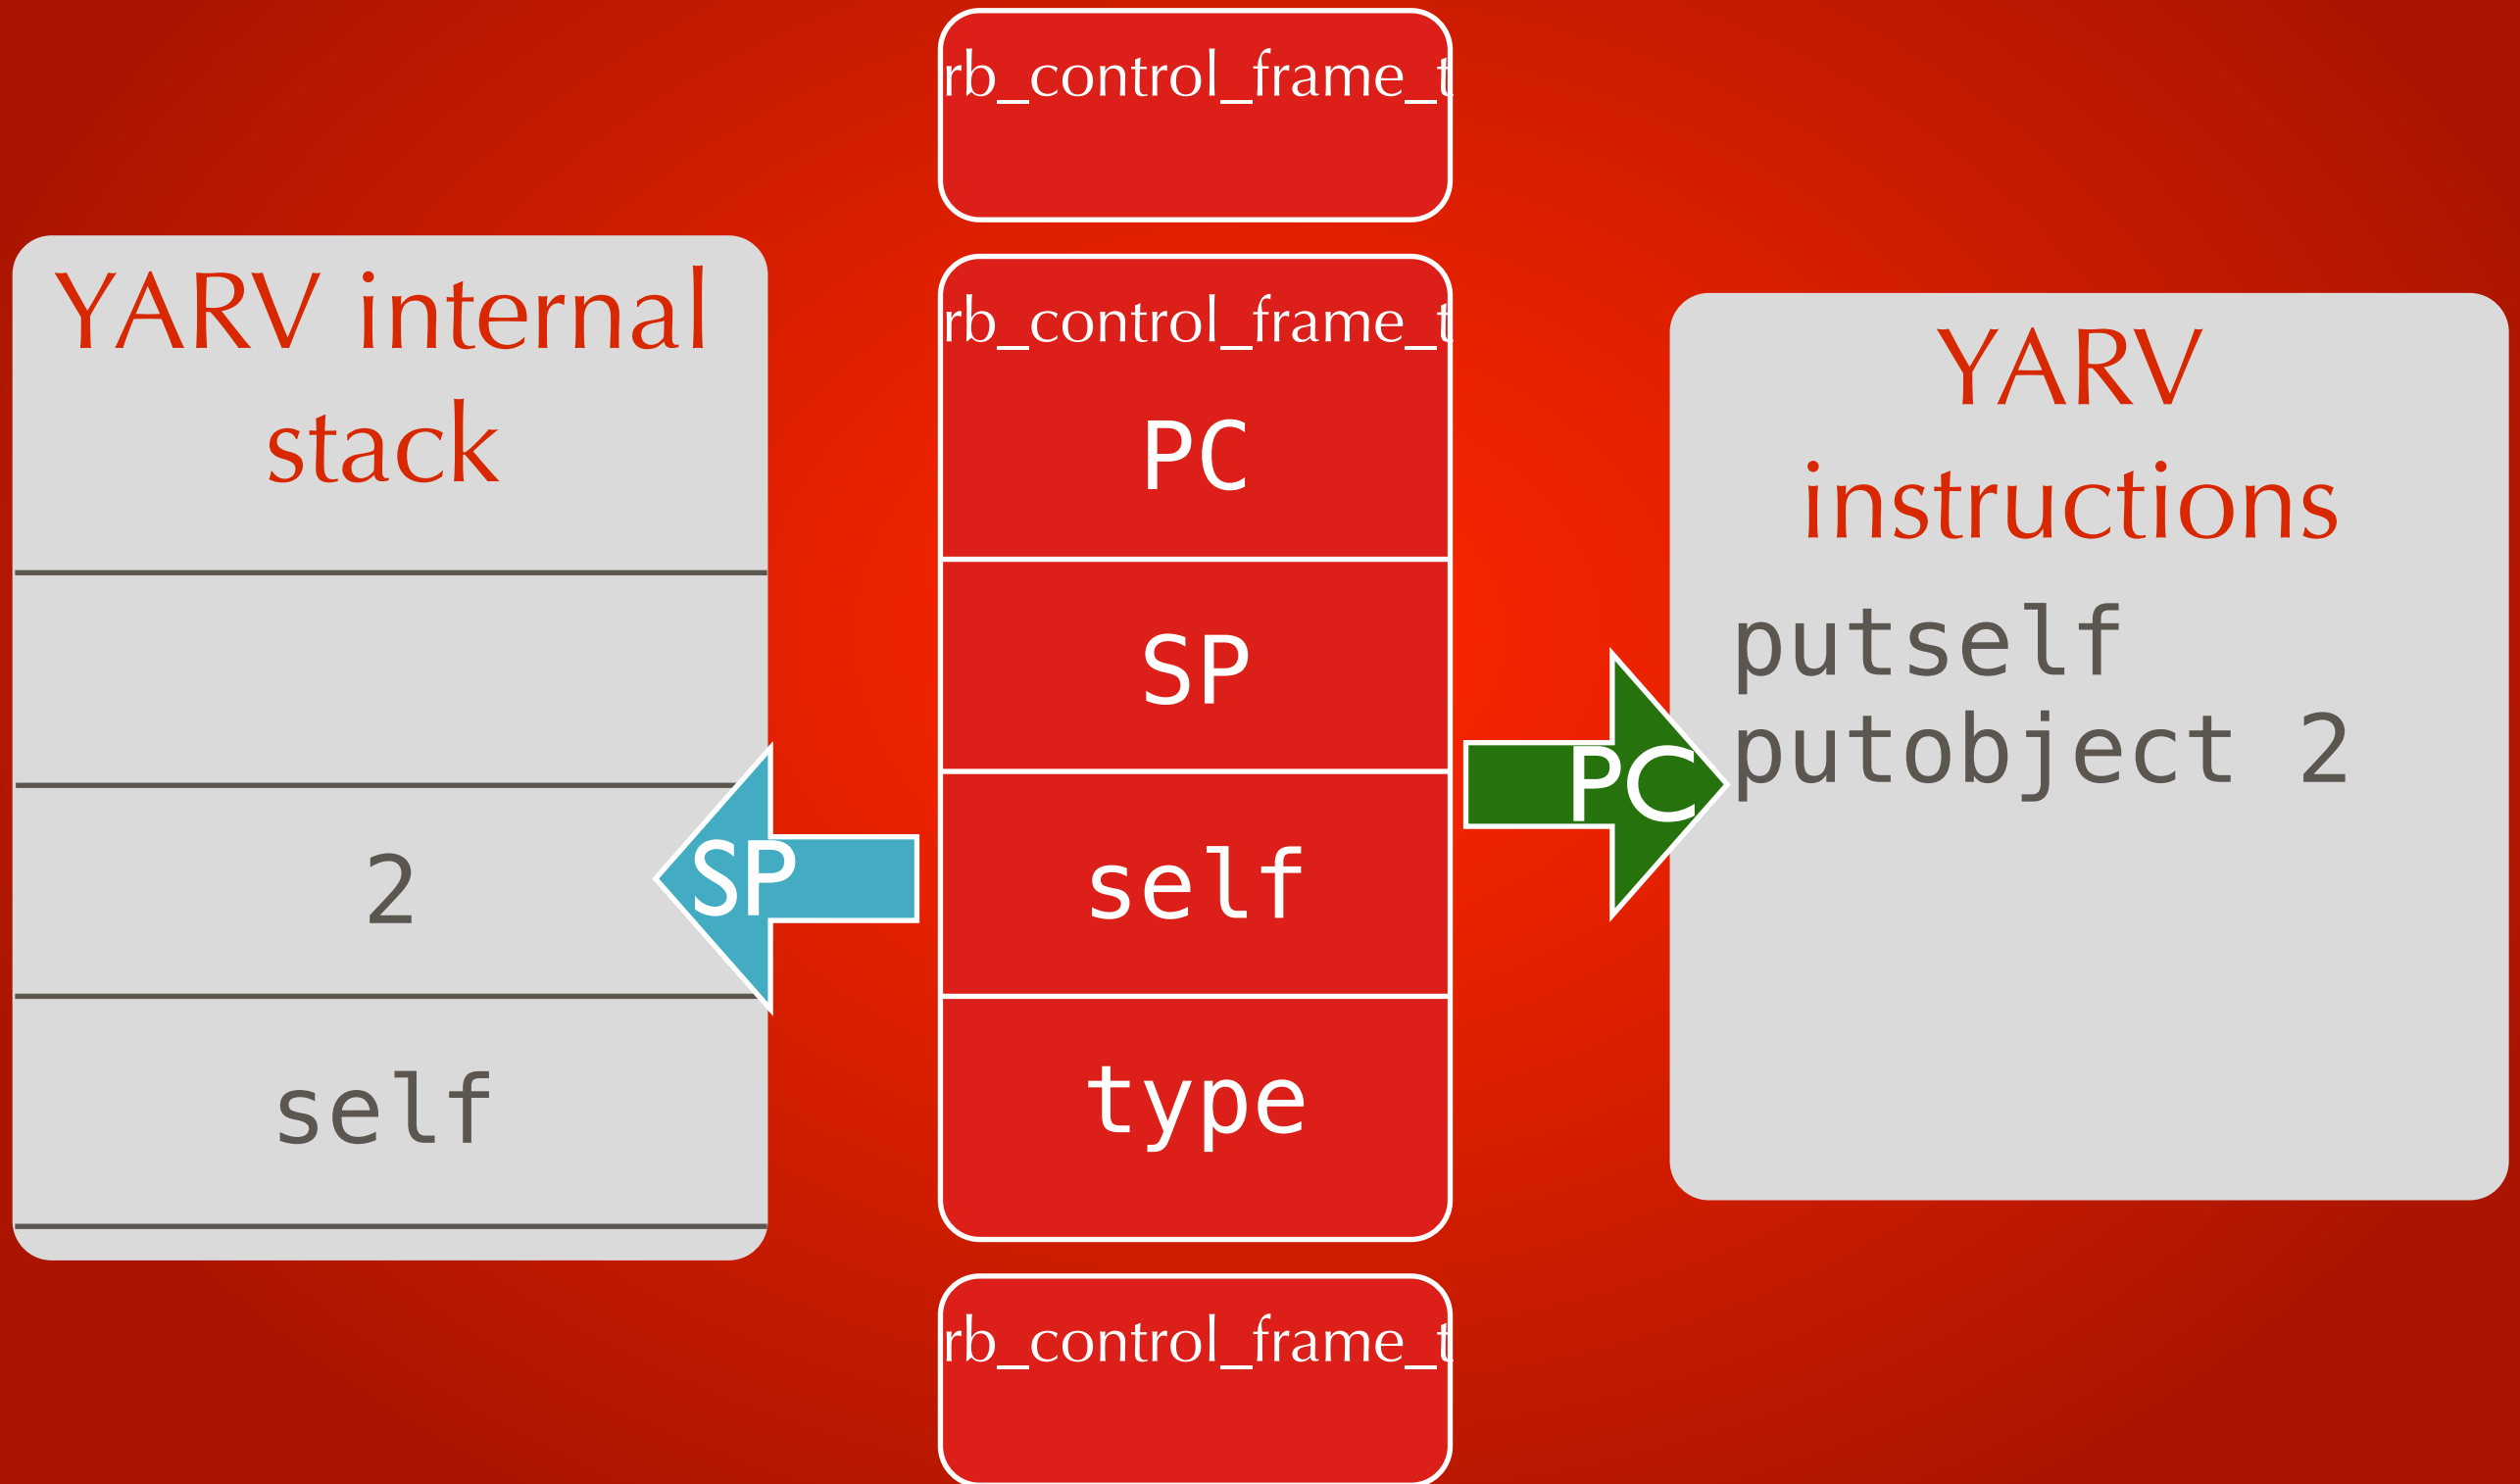 rb_control_frame_t
YARV internal
stack
2
self
SP
rb_control_frame_t
PC
SP
self
type
PC
YARV
instructions
putself
putobject 2
rb_control_frame_t